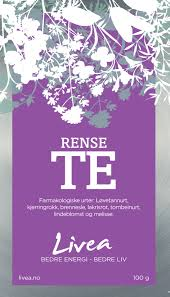 RENSE
TE
Farmakologiske urter: Løvetannurt,
kjerringrokk, brennesle, lakrisrot, tombeinurt,
lindeblomst og melisse.
Livea
BEDRE ENERGI - BEDRE LIV
livea.no
100 g